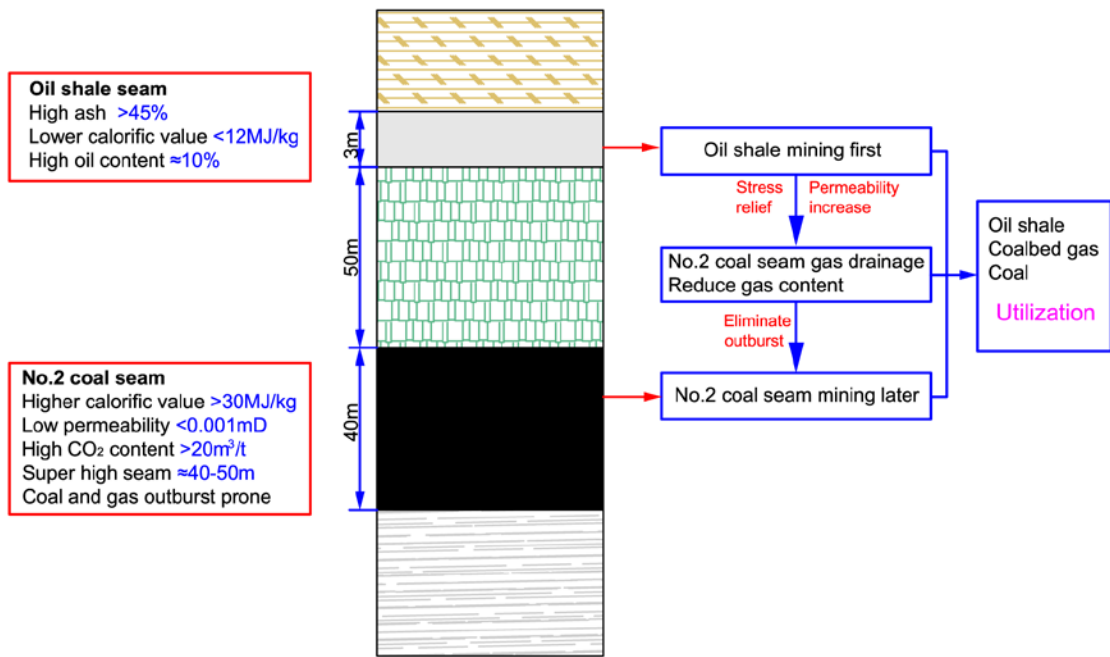 Oil shale seam
High ash >45%
Lower calorific value <12MJ/kg
High oil content ≈10%
No.2 coal seam
Higher calorific value >30MJ/kg
Low permeability <0.001mD
High CO₂ content >20m³/t
Super high seam ≈40-50m
Coal and gas outburst prone
3m
50m
40m
Oil shale mining first
Stress
relief
Permeability
increase
No.2 coal seam gas drainage
Reduce gas content
Eliminate
outburst
No.2 coal seam mining later
Oil shale
Coalbed gas
Coal
Utilization